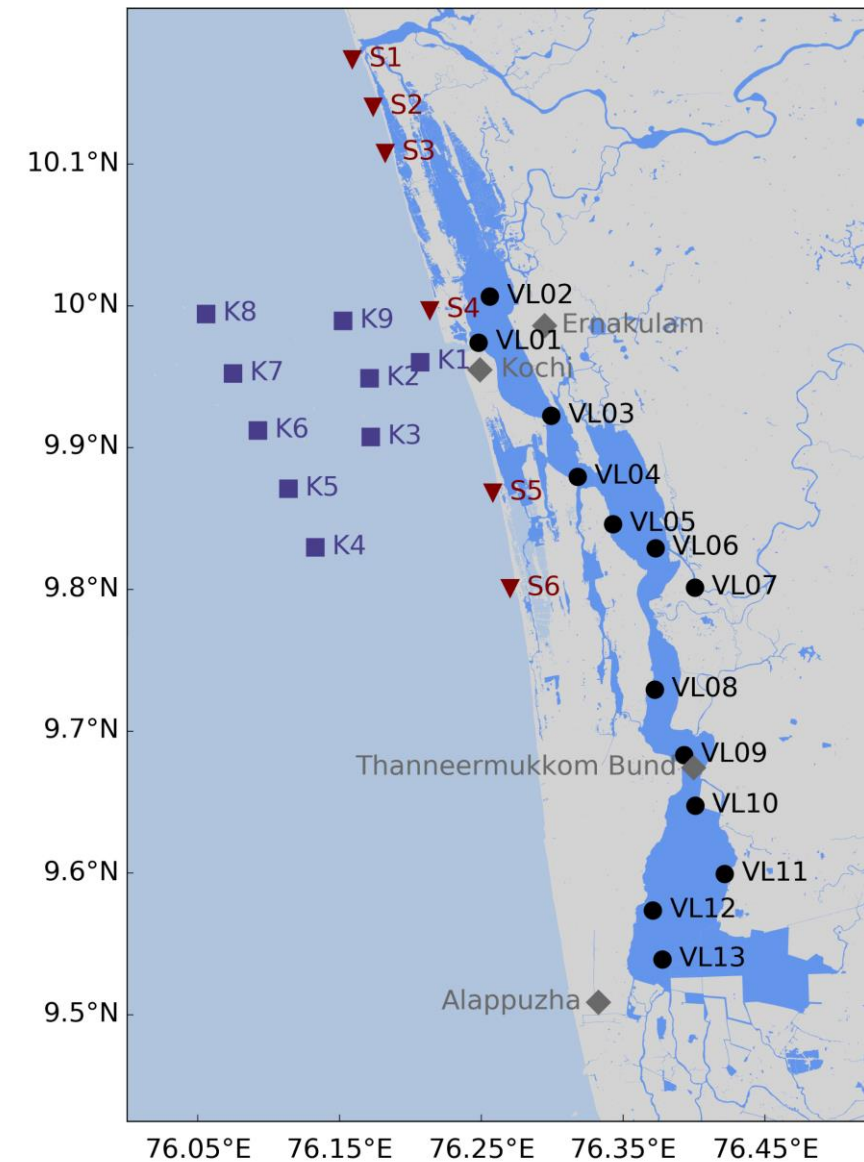 S1
S2
S3
10.1°N
VL02
10°N
K8
K9
S4
Ernakulam
VL01
K1
K7
K2
Kochi
K6
K3
VL03
9.9°N
K5
S5
VL04
K4
VL05
VL06
9.8°N
S6
VL07
VL08
9.7°N
VL09
Thanneermukkom Bund
VL10
9.6°N
VL11
VL12
VL13
9.5°N
Alappuzha
76.05°E 76.15°E 76.25°E 76.35°E 76.45°E